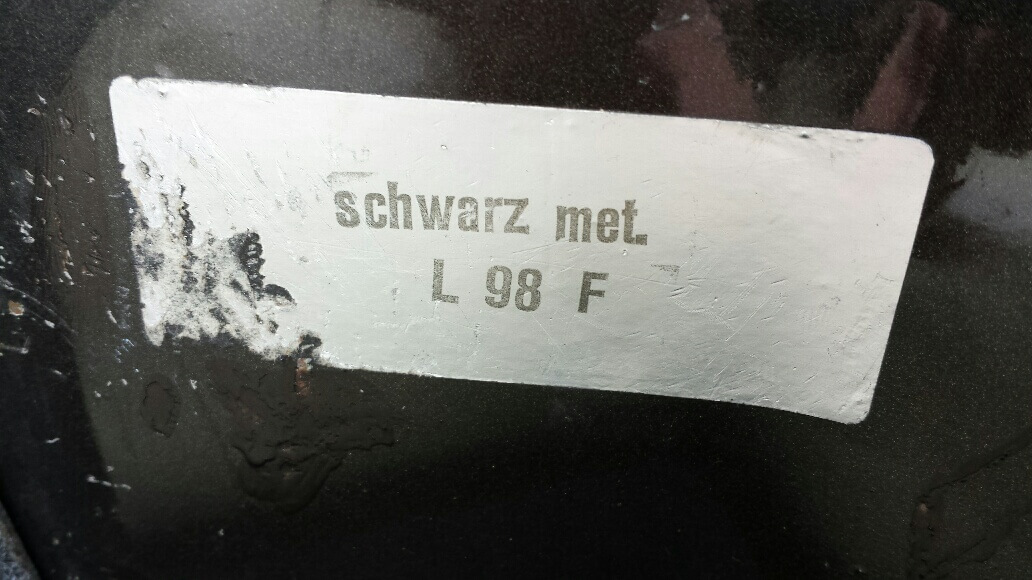 schwarz met.
L 98 F